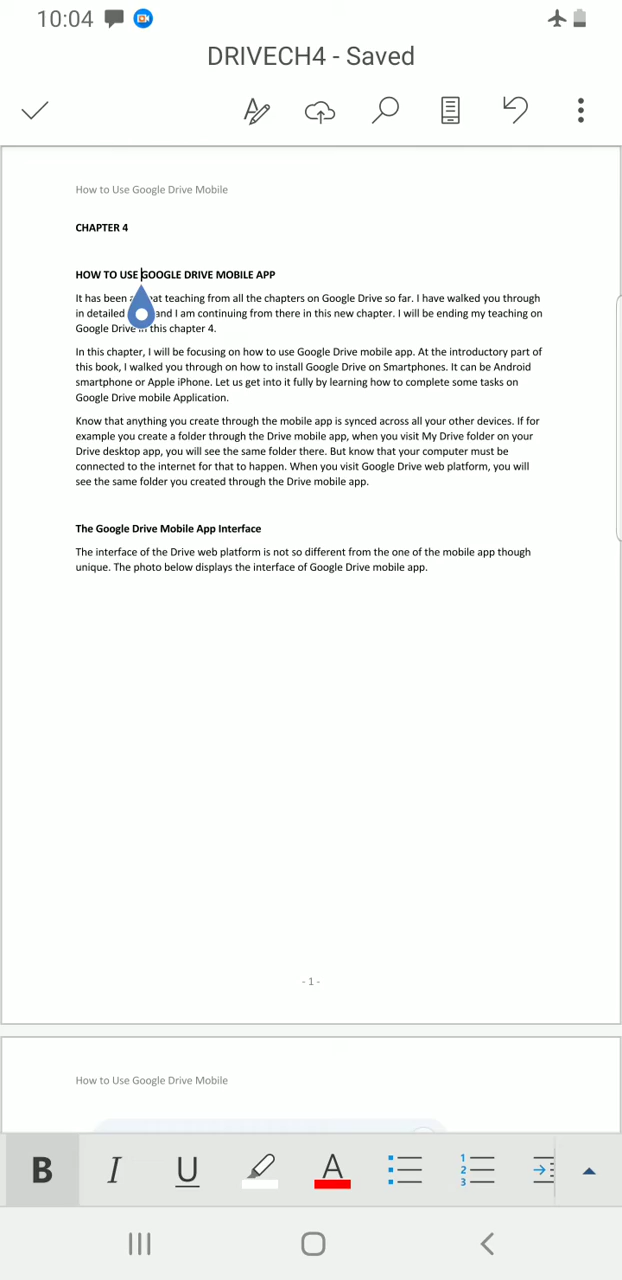 10:04
DRIVECH4 - Saved
How to Use Google Drive Mobile
CHAPTER 4
HOW TO USE GOOGLE DRIVE MOBILE APP
It has been at teaching from all the chapters on Google Drive so far. I have walked you through
in detailed and I am continuing from there in this new chapter. I will be ending my teaching on
Google Drive this chapter 4.
In this chapter, I will be focusing on how to use Google Drive mobile app. At the introductory part of
this book, I walked you through on how to install Google Drive on Smartphones. It can be Android
smartphone or Apple iPhone. Let us get into it fully by learning how to complete some tasks on
Google Drive mobile Application.
Know that anything you create through the mobile app is synced across all your other devices. If for
example you create a folder through the Drive mobile app, when you visit My Drive folder on your
Drive desktop app, you will see the same folder there. But know that your computer must be
connected to the internet for that to happen. When you visit Google Drive web platform, you will
see the same folder you created through the Drive mobile app.
The Google Drive Mobile App Interface
The interface of the Drive web platform is not so different from the one of the mobile app though
unique. The photo below displays the interface of Google Drive mobile app.
- 1 -
How to Use Google Drive Mobile
B I U A 1 2 3